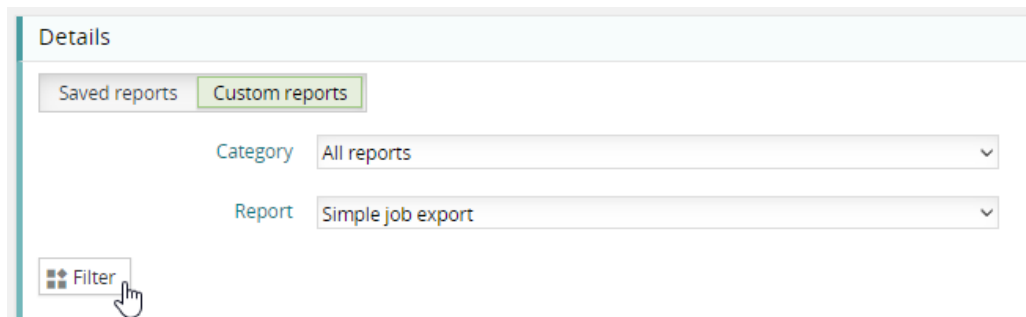 Details
Saved reports Custom reports
Category All reports
Report Simple job export
Filter